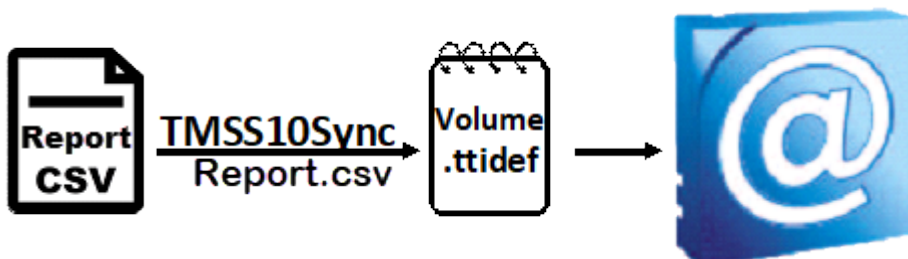 Report
CSV
TMSS10Sync
Report.csv
Volume
.ttidef
@